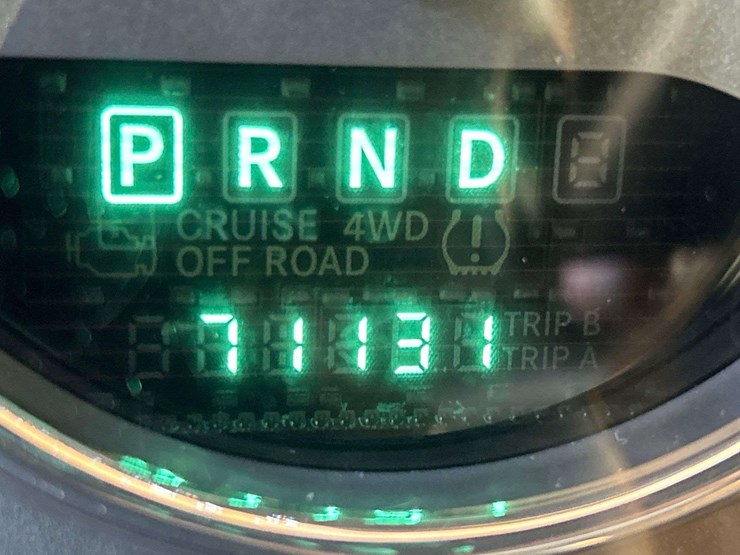 P R N D
CRUISE 4WD
OFF ROAD
71131 TRIP B
TRIP A